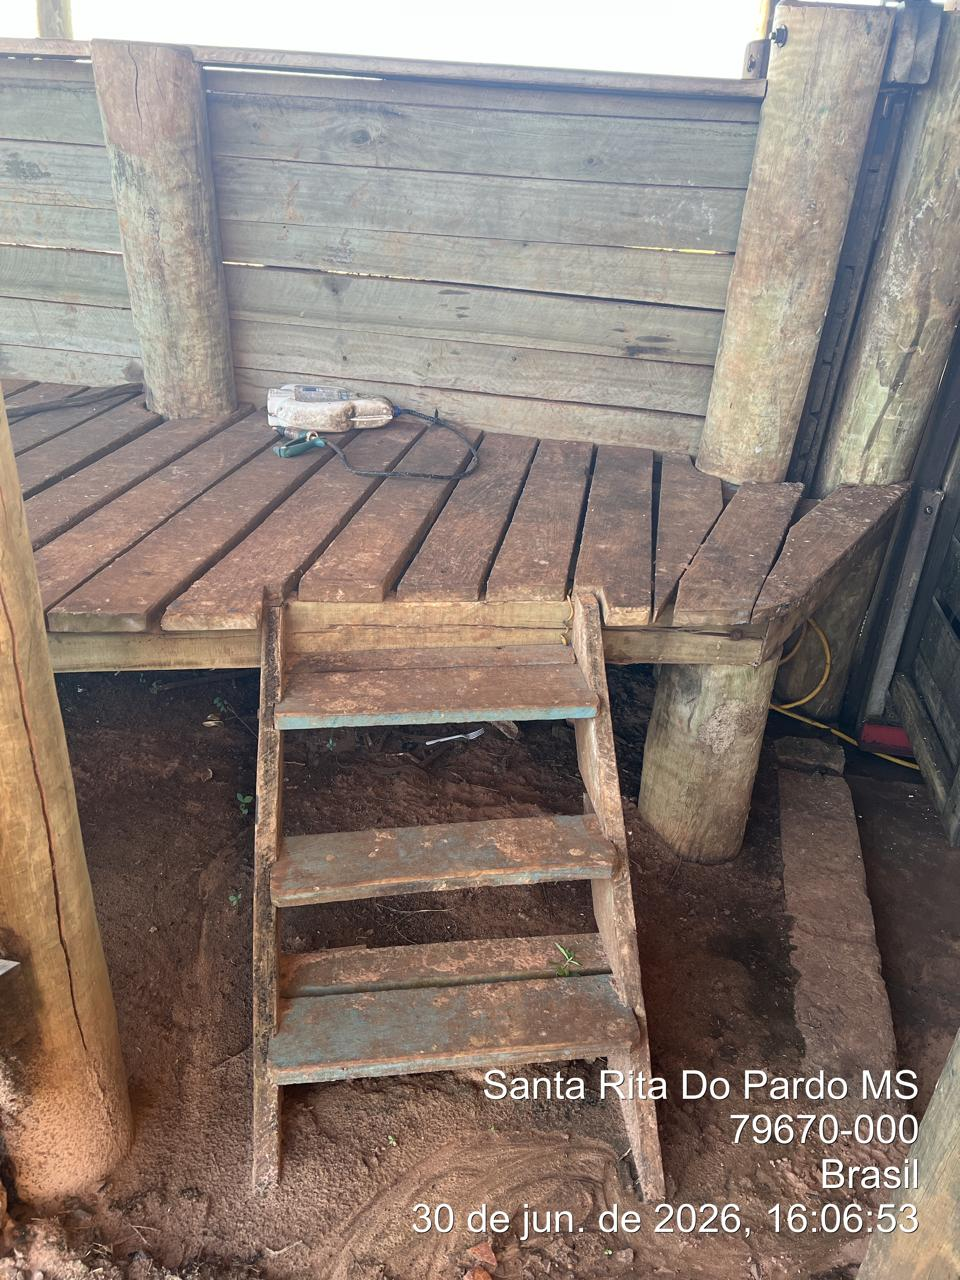 Santa Rita Do Pardo MS
79670-000
Brasil
30 de jun. de 2026, 16:06:53